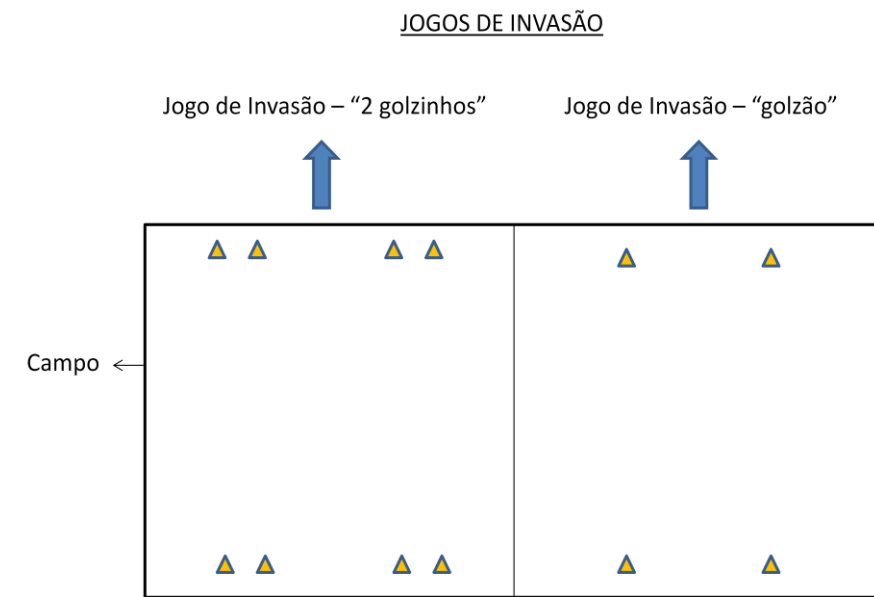 JOGOS DE INVASÃO
Jogo de Invasão – “2 golzinhos”
Jogo de Invasão – “golzão”
Campo